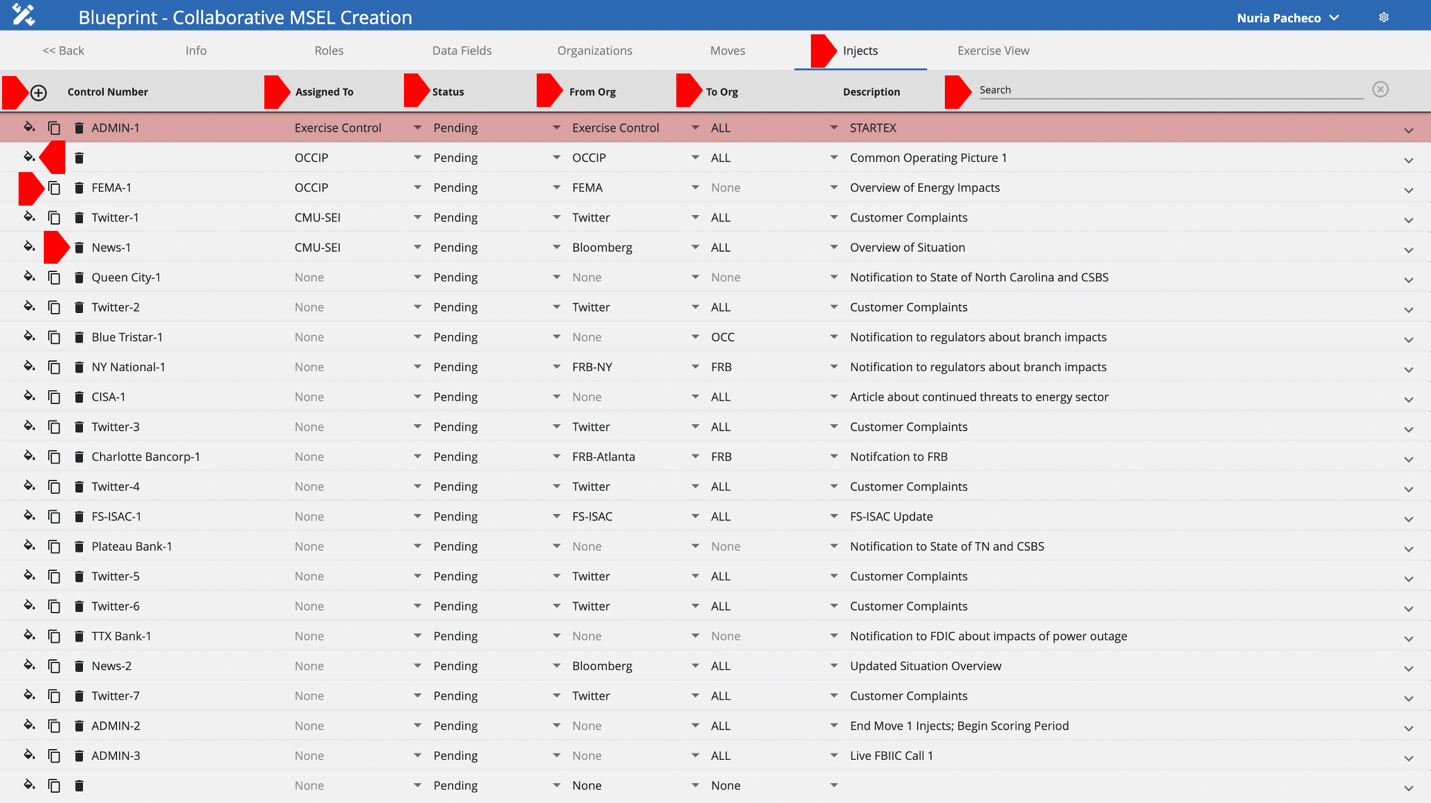 Blueprint - Collaborative MSEL Creation Nuria Pacheco
<< Back Info Roles Data Fields Organizations Moves Injects Exercise View
Control Number Assigned To Status From Org To Org Description Search
ADMIN-1 Exercise Control Pending Exercise Control ALL STARTEX
OCCIP Pending OCCIP ALL Common Operating Picture 1
FEMA-1 OCCIP Pending FEMA None Overview of Energy Impacts
Twitter-1 CMU-SEI Pending Twitter ALL Customer Complaints
News-1 CMU-SEI Pending Bloomberg ALL Overview of Situation
Queen City-1 None Pending None None Notification to State of North Carolina and CSBS
Twitter-2 None Pending Twitter ALL Customer Complaints
Blue Tristar-1 None Pending None OCC Notification to regulators about branch impacts
NY National-1 None Pending FRB-NY FRB Notification to regulators about branch impacts
CISA-1 None Pending None ALL Article about continued threats to energy sector
Twitter-3 None Pending Twitter ALL Customer Complaints
Charlotte Bancorp-1 None Pending FRB-Atlanta FRB Notifcation to FRB
Twitter-4 None Pending Twitter ALL Customer Complaints
FS-ISAC-1 None Pending FS-ISAC ALL FS-ISAC Update
Plateau Bank-1 None Pending None None Notification to State of TN and CSBS
Twitter-5 None Pending Twitter ALL Customer Complaints
Twitter-6 None Pending Twitter ALL Customer Complaints
TTX Bank-1 None Pending None None Notification to FDIC about impacts of power outage
News-2 None Pending Bloomberg ALL Updated Situation Overview
Twitter-7 None Pending Twitter ALL Customer Complaints
ADMIN-2 None Pending None ALL End Move 1 Injects; Begin Scoring Period
ADMIN-3 None Pending None ALL Live FBIIC Call 1
None Pending None None